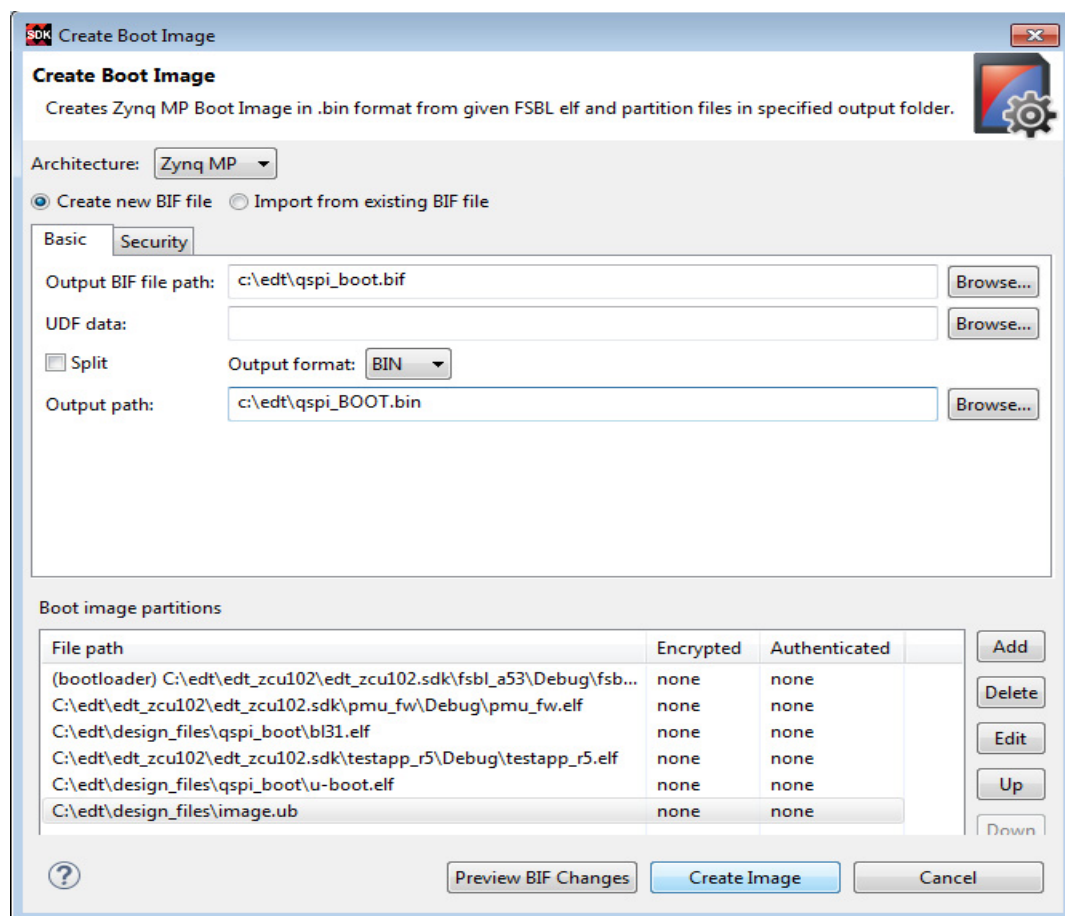 SDK Create Boot Image
Create Boot Image
Creates Zynq MP Boot Image in .bin format from given FSBL elf and partition files in specified output folder.
Architecture: Zynq MP
Create new BIF file Import from existing BIF file
Basic Security
Output BIF file path: c:\edt\qspi_boot.bif Browse...
UDF data: Browse...
Split Output format: BIN
Output path: c:\edt\qspi_BOOT.bin Browse...
Boot image partitions
File path Encrypted Authenticated Add
(bootloader) C:\edt\edt_zcu102\edt_zcu102.sdk\fsbl_a53\Debug\fsb... none none
C:\edt\edt_zcu102\edt_zcu102.sdk\pmu_fw\Debug\pmu_fw.elf none none Delete
C:\edt\design_files\qspi_boot\bl31.elf none none Edit
C:\edt\edt_zcu102\edt_zcu102.sdk\testapp_r5\Debug\testapp_r5.elf none none
C:\edt\design_files\qspi_boot\u-boot.elf none none Up
C:\edt\design_files\image.ub none none
Down
? Preview BIF Changes Create Image Cancel